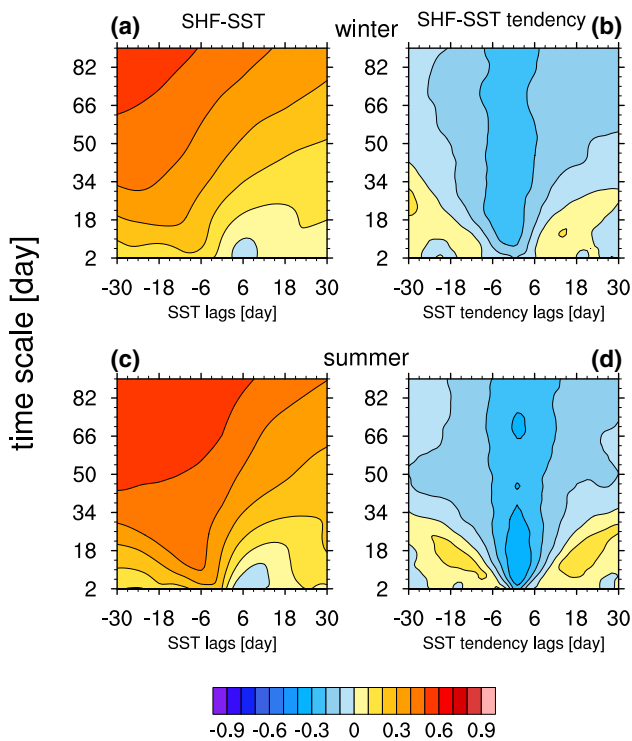 SHF-SST
SHF-SST tendency
(a)
winter
(b)
82
66
50
34
18
2
-30 -18 -6 6 18 30
SST lags [day]
82
66
50
34
18
2
-30 -18 -6 6 18 30
SST tendency lags [day]
time scale [day]
(c)
summer
(d)
82
66
50
34
18
2
-30 -18 -6 6 18 30
SST lags [day]
82
66
50
34
18
2
-30 -18 -6 6 18 30
SST tendency lags [day]
-0.9 -0.6 -0.3 0 0.3 0.6 0.9